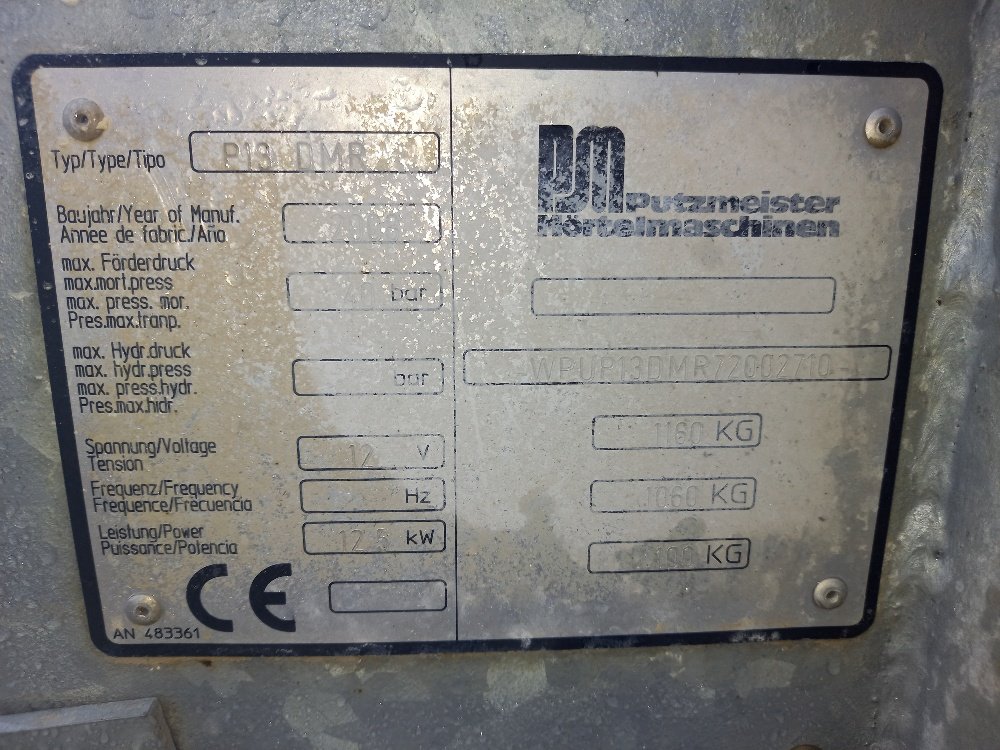 Typ/Type/Tipo P13 DMR
Baujahr/Year of Manuf.
Annee de fabric./Año
max. Förderdruck
max.mort.press
max. press. mor.
Pres.max.tranp.
bar
max. Hydr.druck
max. hydr.press
max. press.hydr.
Pres.max.hidr.
bar
Spannung/Voltage
Tension
12 V
Frequenz/Frequency
Frequence/Frecuencia
Hz
Leistung/Power
Puissance/Potencia
12,5 kW
CE
AN 483361
PM Putzmeister
Mörtelmaschinen
-WPUP13DMR72002710-
1160 KG
1060 KG
KG